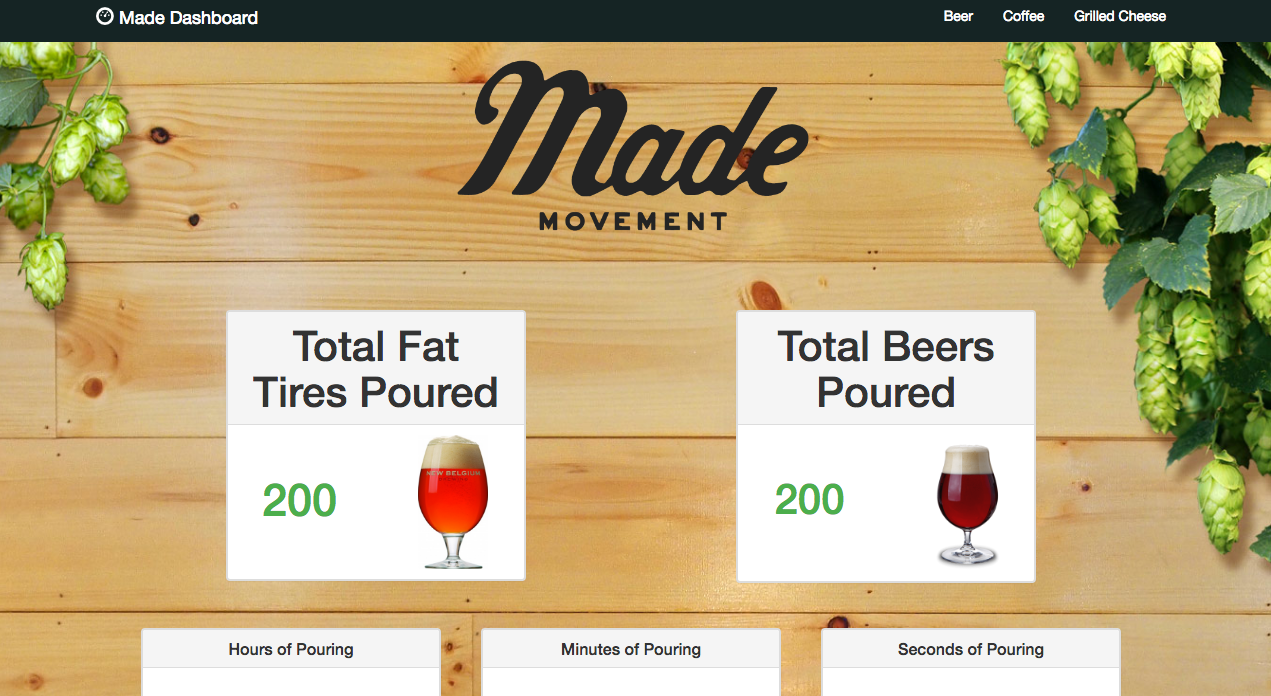 Made Dashboard
Beer
Coffee
Grilled Cheese
Made
MOVEMENT
Total Fat
Tires Poured
Total Beers
Poured
200
NEW BELGIUM
200
Hours of Pouring
Minutes of Pouring
Seconds of Pouring